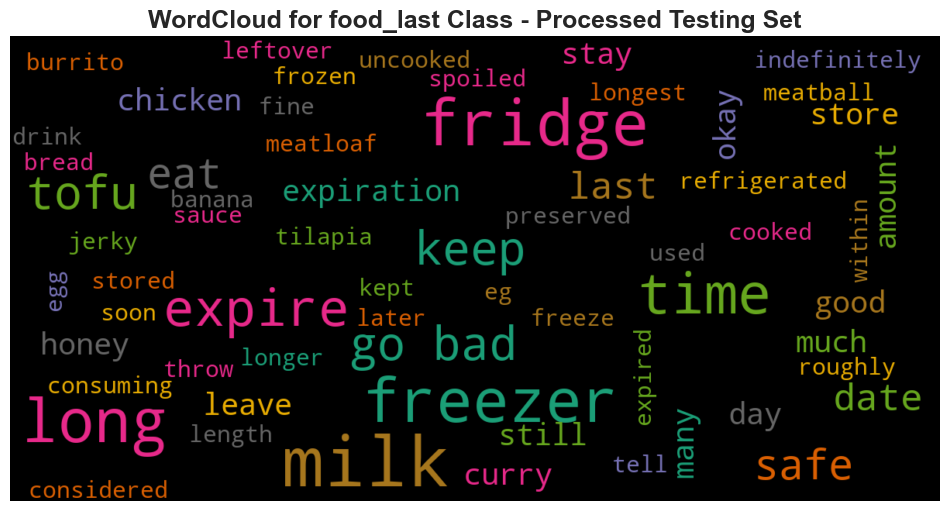 WordCloud for food_last Class - Processed Testing Set
burrito
leftover
uncooked
stay
indefinitely
frozen
spoiled
chicken
fine
longest
meatball
fridge
okay
store
drink
meatloaf
bread
eat
tofu
banana
expiration
last
refrigerated
amount
sauce
preserved
jerky
tilapia
keep
used
cooked
within
egg
stored
kept
eg
time
soon
expire
later
freeze
good
honey
longer
go bad
expired
much
throw
roughly
consuming
leave
freezer
date
long
length
still
many
day
milk
curry
tell
safe
considered